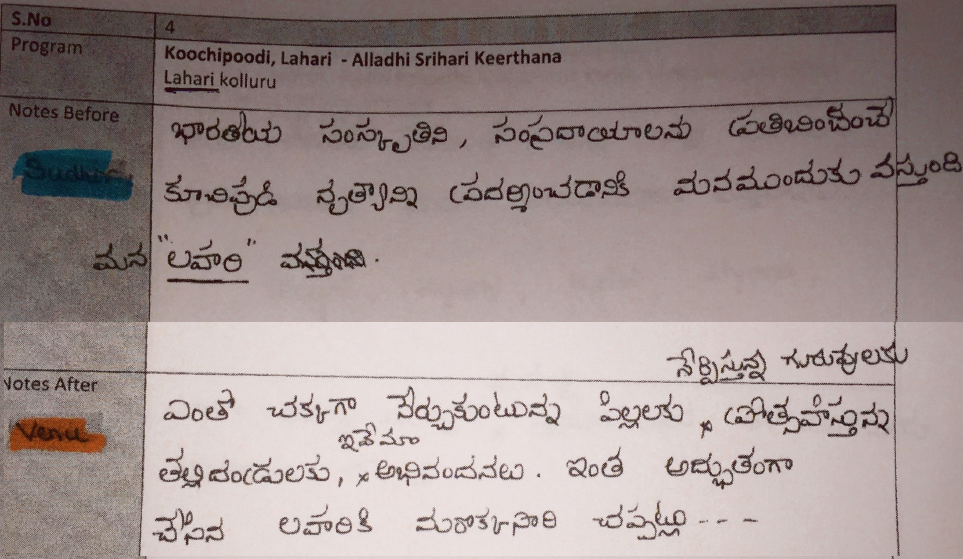 S.No 4
Program Koochipoodi, Lahari - Alladhi Srihari Keerthana
Lahari kolluru
Notes Before
భారతీయ సంస్కృతిని, సంప్రదాయాలను ప్రతిబింబించే
కూచిపుడి నృత్యాన్ని ప్రదర్శించడానికి మనముందుకు వస్తుంది
మన "లహరి"
నేర్పిస్తున్న గురువులకు
Notes After
Venu
ఎంతో చక్కగా నేర్చుకుంటున్న పిల్లలకు, ప్రోత్సహిస్తున్న
ఇదేమా
తల్లిదండ్రులకు, అభినందనలు. ఇంత అద్భుతంగా
చేసిన లహరికి మరొక్కసారి చప్పట్లు - - -